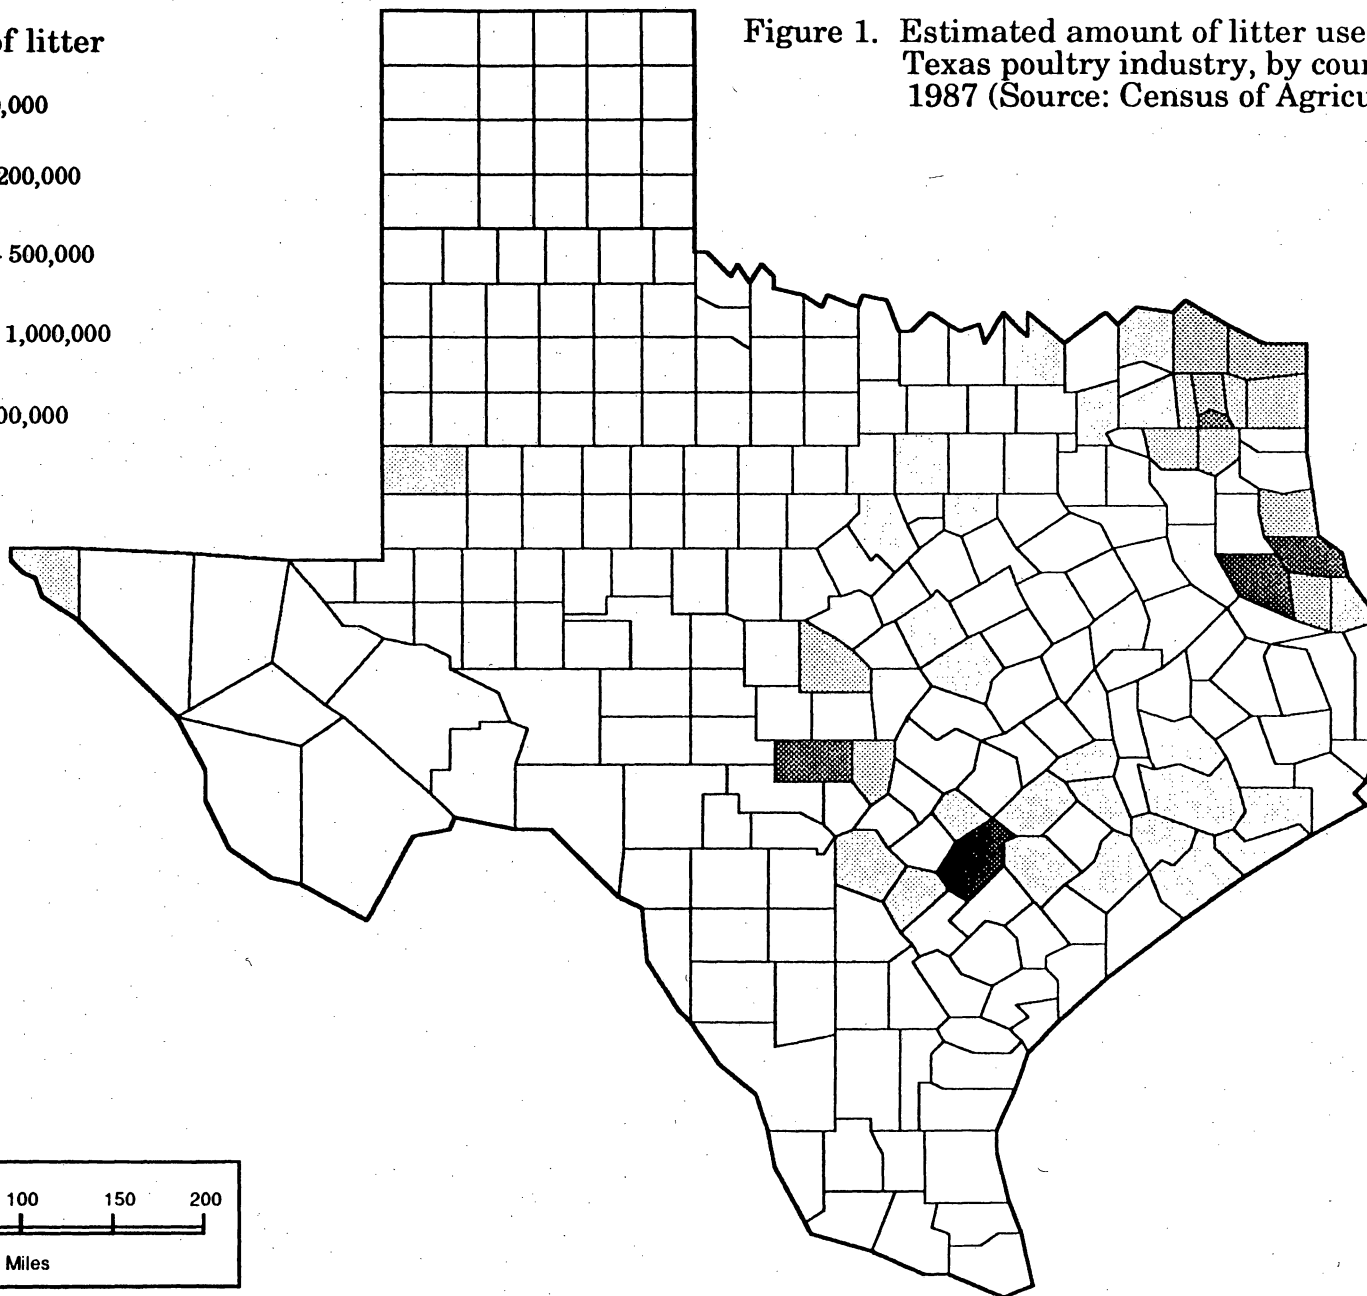 of litter
0,000
200,000
500,000
1,000,000
00,000
Figure 1. Estimated amount of litter use
Texas poultry industry, by cour
1987 (Source: Census of Agricu
100 150 200
Miles